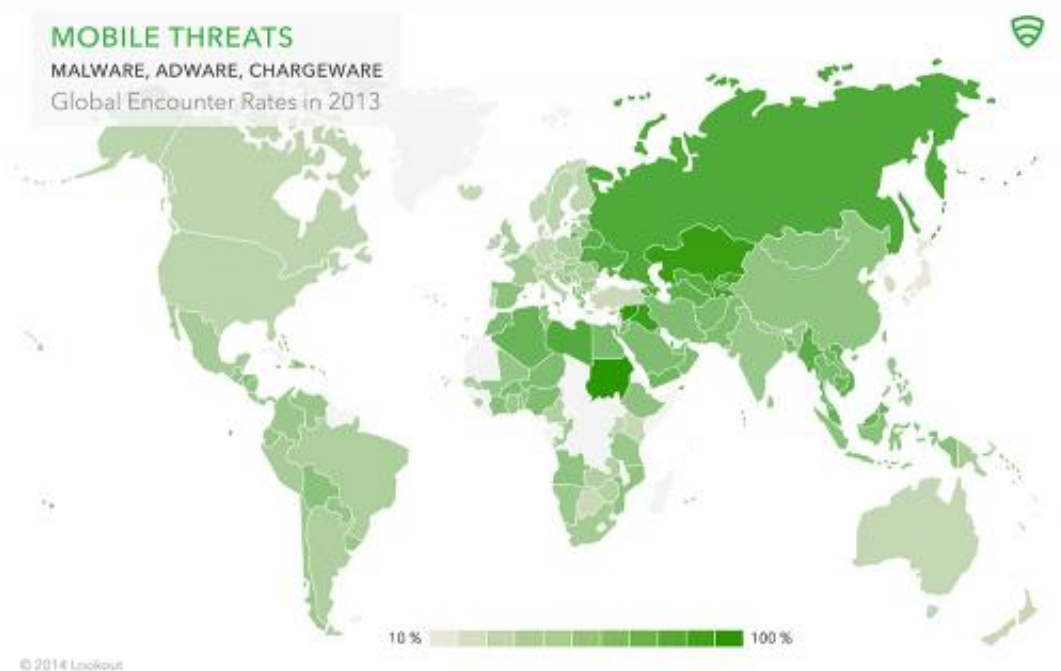 MOBILE THREATS
MALWARE, ADWARE, CHARGEWARE
Global Encounter Rates in 2013
10 %
100 %
© 2014 Lookout